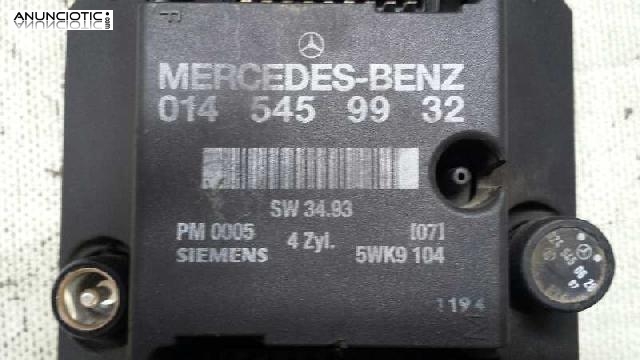 ANUNCIOTIC
.com
MERCEDES-BENZ
014 545 99 32
SW 34.93
PM 0005 4 Zyl. [07]
SIEMENS 5WK9 104
1194